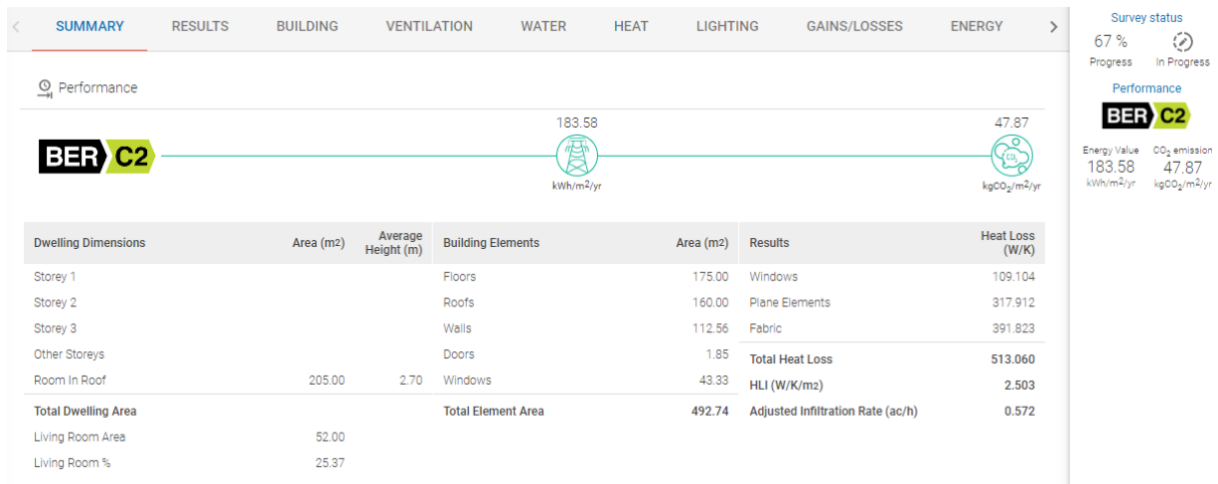 < SUMMARY RESULTS BUILDING VENTILATION WATER HEAT LIGHTING GAINS/LOSSES ENERGY >
Performance
BER C2
183.58
kWh/m2/yr
47.87
CO2
kgCO2/m2/yr
Dwelling Dimensions Area (m2) Average Height (m)
Storey 1
Storey 2
Storey 3
Other Storeys
Room In Roof 205.00 2.70
Total Dwelling Area
Living Room Area 52.00
Living Room % 25.37
Building Elements Area (m2)
Floors 175.00
Roofs 160.00
Walls 112.56
Doors 1.85
Windows 43.33
Total Element Area 492.74
Results Heat Loss (W/K)
Windows 109.104
Plane Elements 317.912
Fabric 391.823
Total Heat Loss 513.060
HLI (W/K/m2) 2.503
Adjusted Infiltration Rate (ac/h) 0.572
Survey status
67 %
Progress In Progress
Performance
BER C2
Energy Value CO2 emission
183.58 47.87
kWh/m2/yr kgCO2/m2/yr